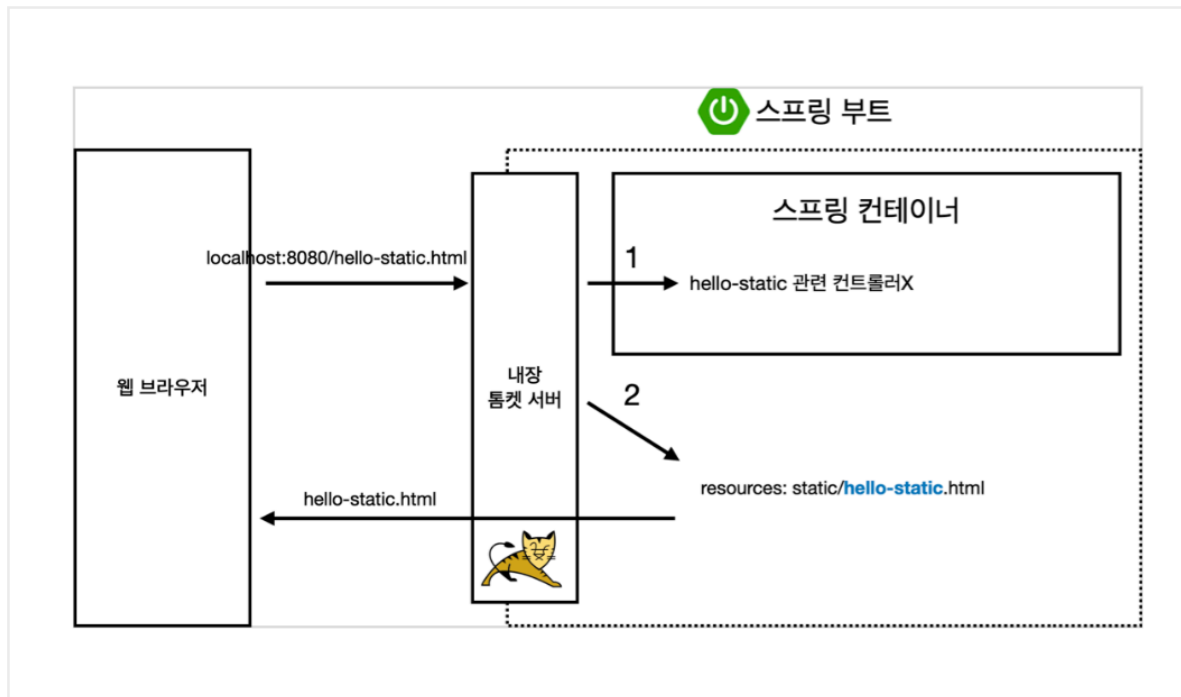 스프링 부트
스프링 컨테이너
localhost:8080/hello-static.html
1
hello-static 관련 컨트롤러X
웹 브라우저
내장
톰켓 서버
2
resources: static/hello-static.html
hello-static.html